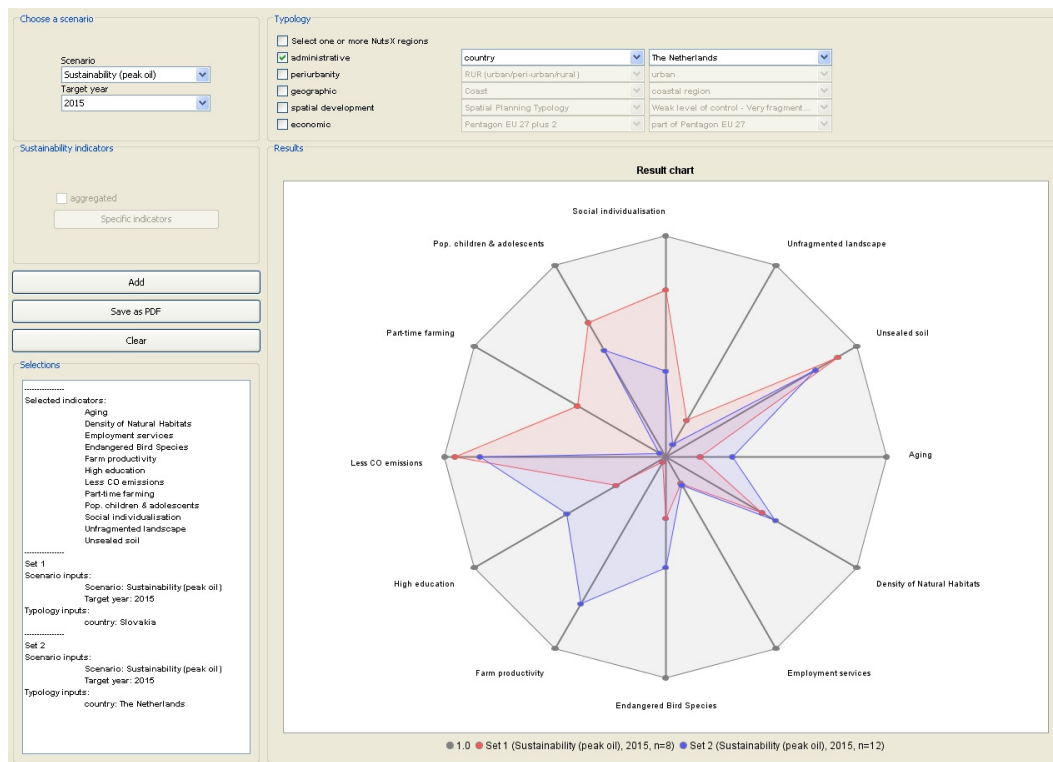 Choose a scenario
Scenario
Sustainability (peak oil)
Target year
2015
Typology
Select one or more NutsX regions
administrative country The Netherlands
periurbanity RUR (urban/peri-urban/rural) urban
geographic Coast coastal region
spatial development Spatial Planning Typology Weak level of control - Very fragment...
economic Pentagon EU 27 plus 2 part of Pentagon EU 27
Sustainability indicators
aggregated
Specific indicators
Add
Save as PDF
Clear
Selections
---------------
Selected indicators:
Aging
Density of Natural Habitats
Employment services
Endangered Bird Species
Farm productivity
High education
Less CO emissions
Part-time farming
Pop. children & adolescents
Social individualisation
Unfragmented landscape
Unsealed soil
---------------
Set 1
Scenario inputs:
Scenario: Sustainability (peak oil)
Target year: 2015
Typology inputs:
country: Slovakia
---------------
Set 2
Scenario inputs:
Scenario: Sustainability (peak oil)
Target year: 2015
Typology inputs:
country: The Netherlands
Results
Result chart
Social individualisation
Pop. children & adolescents
Unfragmented landscape
Part-time farming
Unsealed soil
Less CO emissions
Aging
High education
Density of Natural Habitats
Farm productivity
Employment services
Endangered Bird Species
1.0 Set 1 (Sustainability (peak oil), 2015, n=8) Set 2 (Sustainability (peak oil), 2015, n=12)